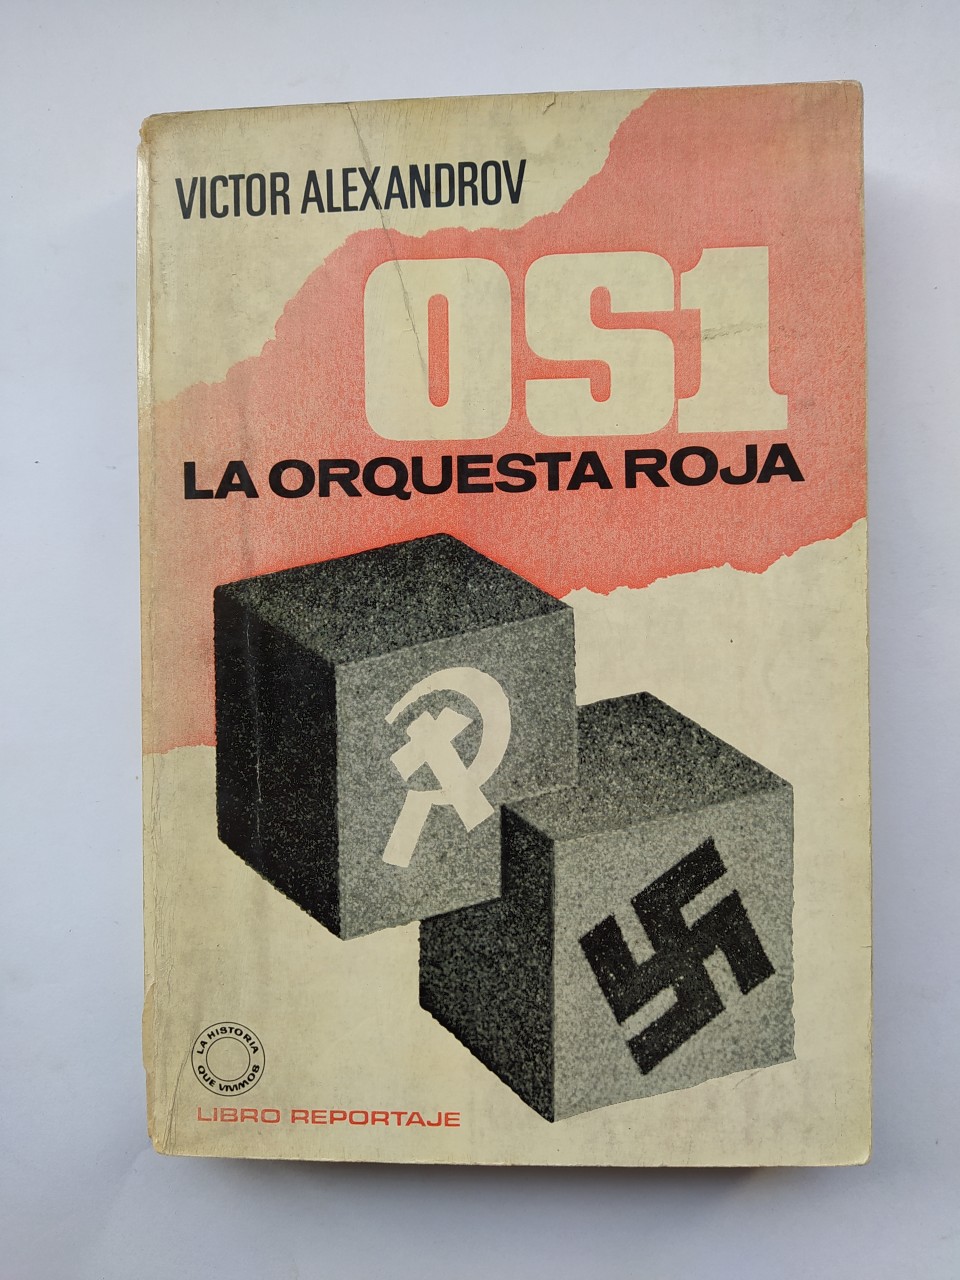 VICTOR ALEXANDROV
OS1
LA ORQUESTA ROJA
LA HISTORIA
QUE VIVIMOS
LIBRO REPORTAJE